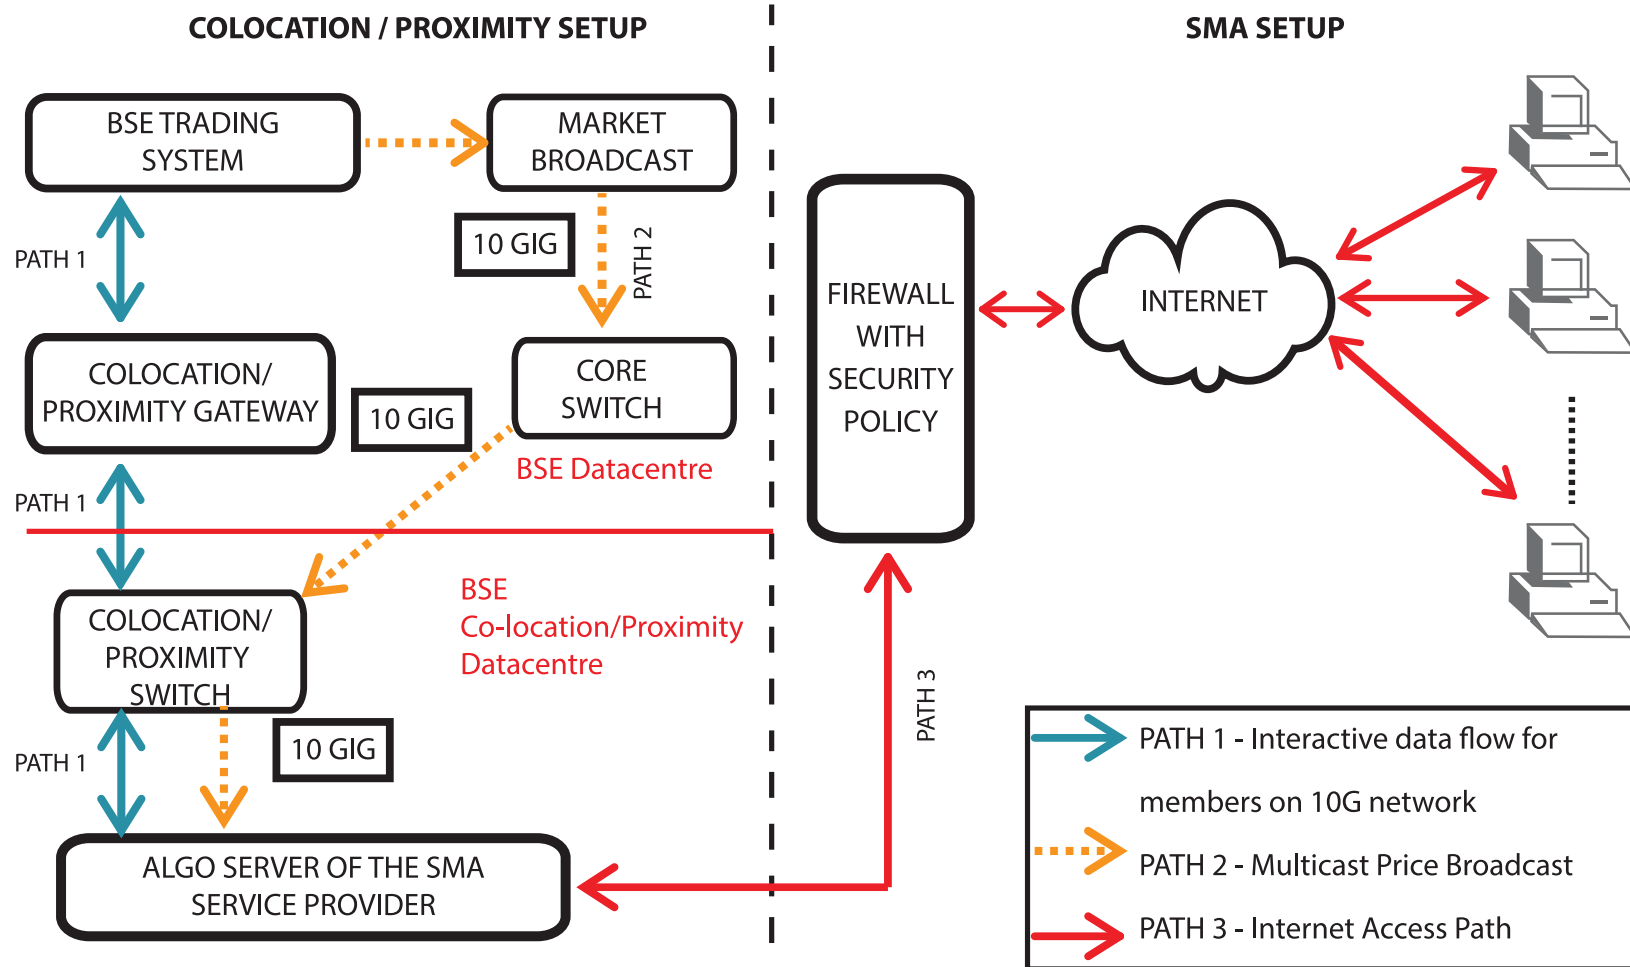 COLOCATION / PROXIMITY SETUP
SMA SETUP
BSE TRADING
SYSTEM
MARKET
BROADCAST
PATH 1
10 GIG
PATH 2
COLOCATION/
PROXIMITY GATEWAY
10 GIG
CORE
SWITCH
BSE Datacentre
PATH 1
COLOCATION/
PROXIMITY
SWITCH
BSE
Co-location/Proximity
Datacentre
PATH 1
10 GIG
ALGO SERVER OF THE SMA
SERVICE PROVIDER
FIREWALL
WITH
SECURITY
POLICY
INTERNET
PATH 3
PATH 1 - Interactive data flow for
members on 10G network
PATH 2 - Multicast Price Broadcast
PATH 3 - Internet Access Path